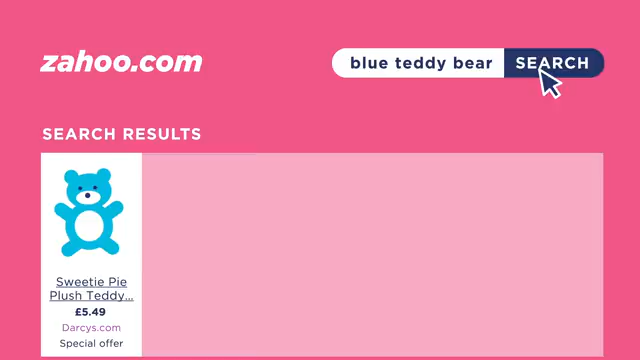 zahoo.com
blue teddy bear SEARCH
SEARCH RESULTS
Sweetie Pie
Plush Teddy...
£5.49
Darcys.com
Special offer